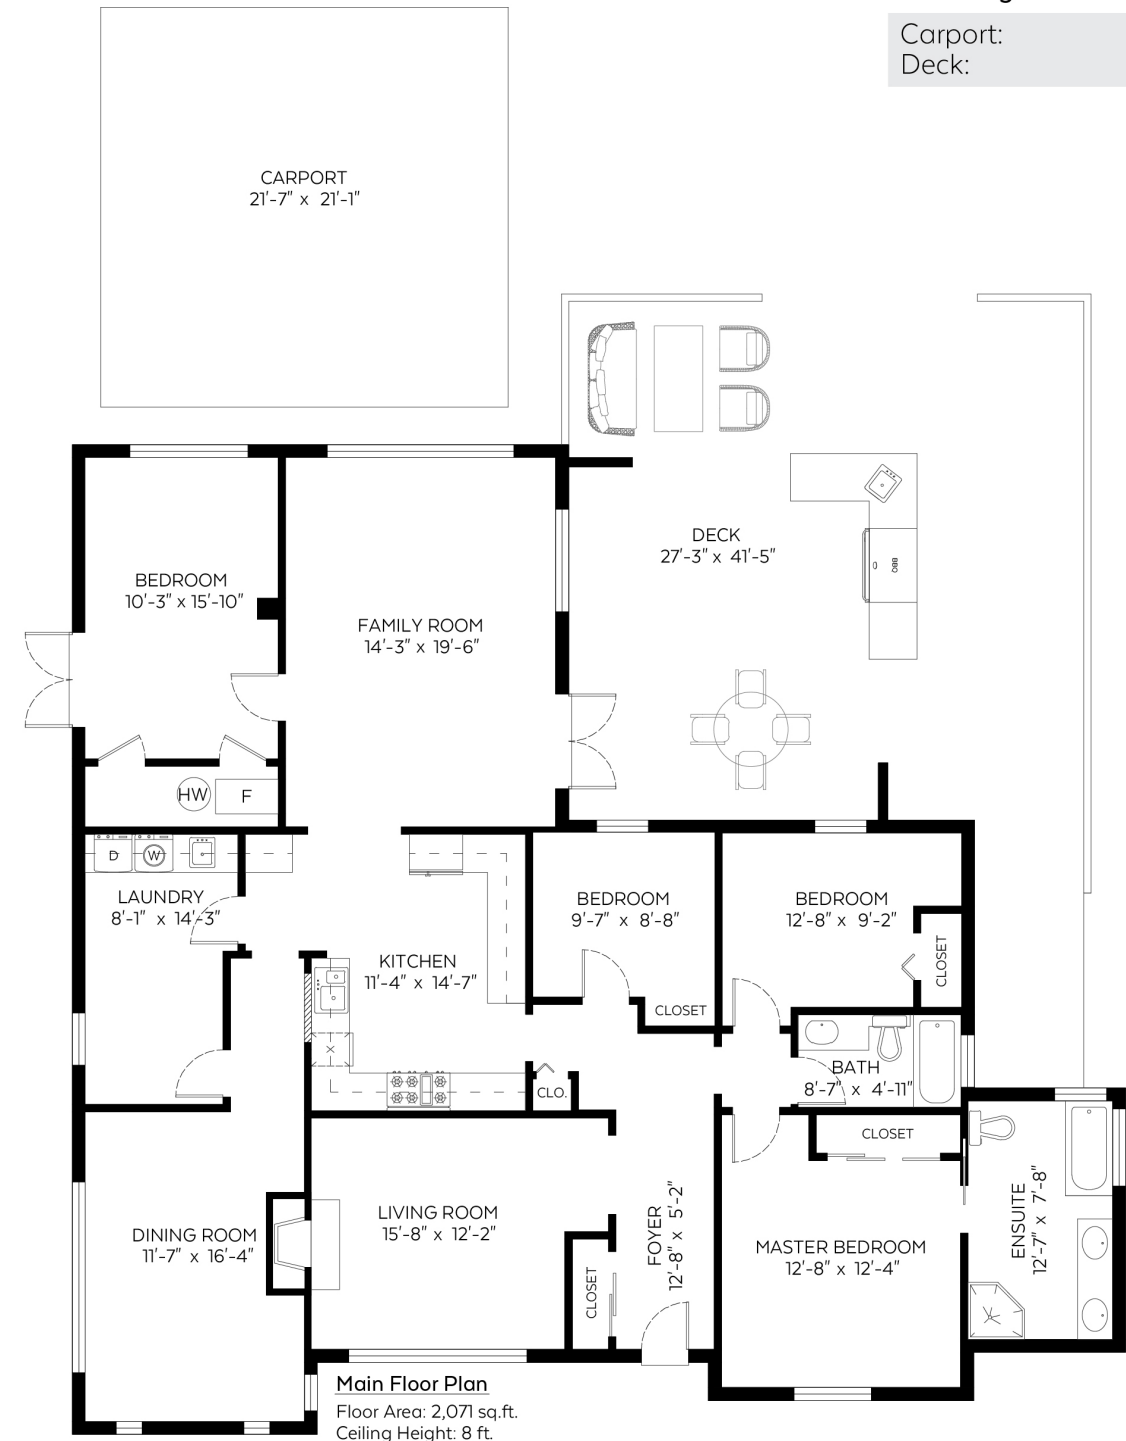 Carport:
Deck:
CARPORT
21'-7" x 21'-1"
DECK
27'-3" x 41'-5"
BBQ
BEDROOM
10'-3" x 15'-10"
FAMILY ROOM
14'-3" x 19'-6"
HW
F
D
W
LAUNDRY
8'-1" x 14'-3"
KITCHEN
11'-4" x 14'-7"
BEDROOM
9'-7" x 8'-8"
CLOSET
BEDROOM
12'-8" x 9'-2"
CLOSET
CLO.
BATH
8'-7" x 4'-11"
CLOSET
DINING ROOM
11'-7" x 16'-4"
LIVING ROOM
15'-8" x 12'-2"
CLOSET
FOYER
12'-8" x 5'-2"
MASTER BEDROOM
12'-8" x 12'-4"
ENSUITE
12'-7" x 7'-8"
Main Floor Plan
Floor Area: 2,071 sq.ft.
Ceiling Height: 8 ft.